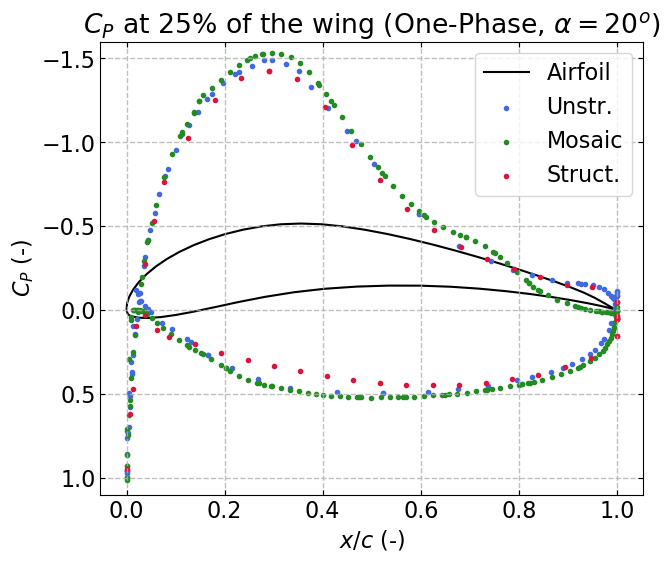 C_P at 25% of the wing (One-Phase, α = 20°)
−1.5
−1.0
−0.5
0.0
0.5
1.0
C_P (-)
Airfoil
Unstr.
Mosaic
Struct.
0.0 0.2 0.4 0.6 0.8 1.0
x/c (-)